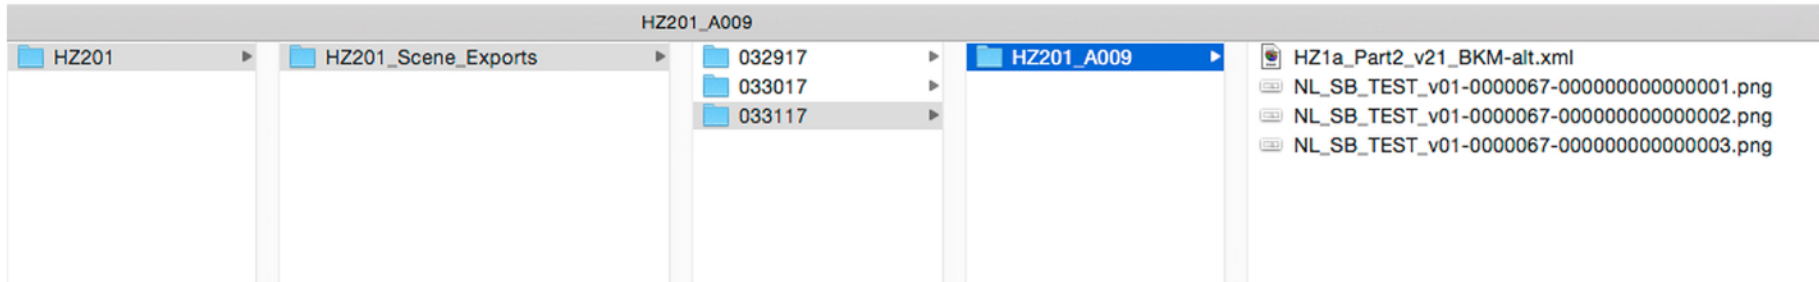 HZ201_A009
HZ201
HZ201_Scene_Exports
032917
033017
033117
HZ201_A009
HZ1a_Part2_v21_BKM-alt.xml
NL_SB_TEST_v01-0000067-000000000000001.png
NL_SB_TEST_v01-0000067-000000000000002.png
NL_SB_TEST_v01-0000067-000000000000003.png